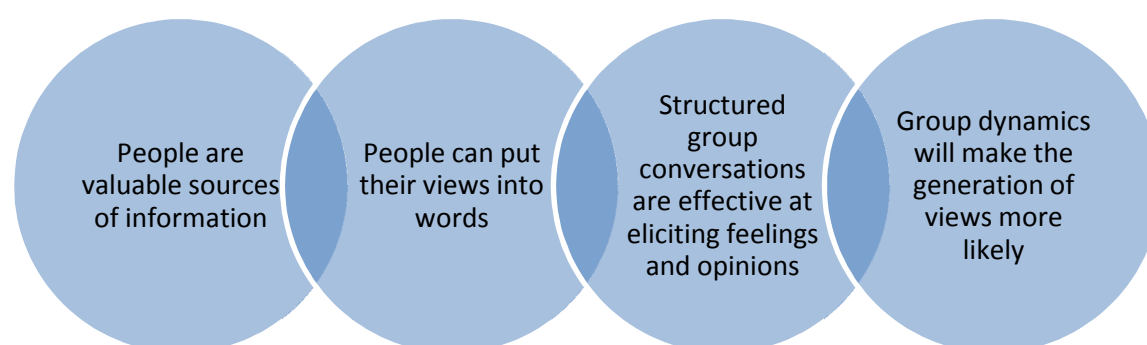 People are
valuable sources
of information
People can put
their views into
words
Structured
group
conversations
are effective at
eliciting feelings
and opinions
Group dynamics
will make the
generation of
views more
likely